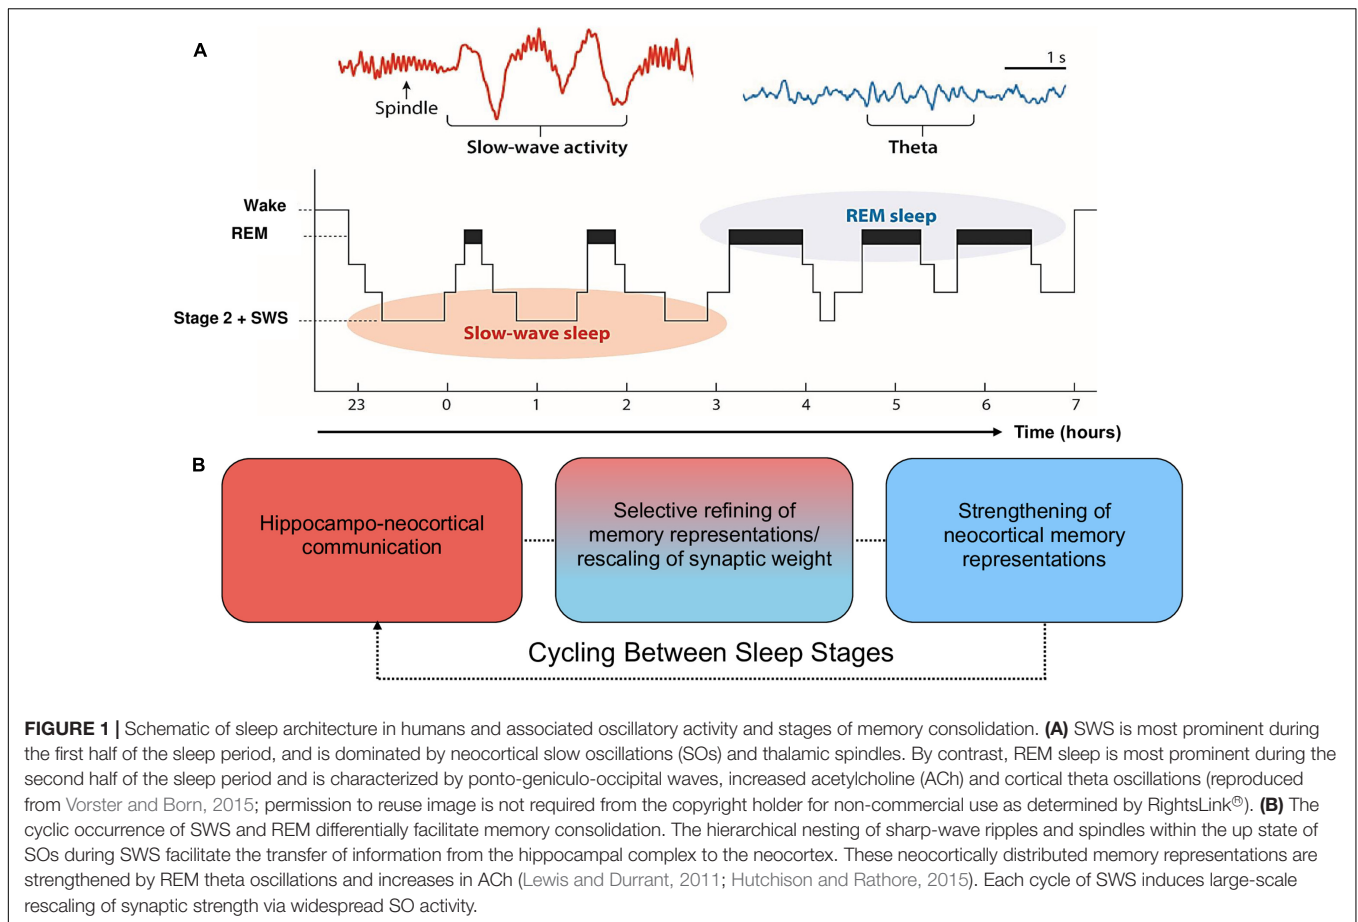 A
1 s
Spindle
Slow-wave activity
Theta
Wake
REM
REM sleep
Stage 2 + SWS
Slow-wave sleep
23 0 1 2 3 4 5 6 7
Time (hours)
B
Hippocampo-neocortical
communication
Selective refining of
memory representations/
rescaling of synaptic weight
Strengthening of
neocortical memory
representations
Cycling Between Sleep Stages
FIGURE 1 | Schematic of sleep architecture in humans and associated oscillatory activity and stages of memory consolidation. (A) SWS is most prominent during
the first half of the sleep period, and is dominated by neocortical slow oscillations (SOs) and thalamic spindles. By contrast, REM sleep is most prominent during the
second half of the sleep period and is characterized by ponto-geniculo-occipital waves, increased acetylcholine (ACh) and cortical theta oscillations (reproduced
from Vorster and Born, 2015; permission to reuse image is not required from the copyright holder for non-commercial use as determined by RightsLink®). (B) The
cyclic occurrence of SWS and REM differentially facilitate memory consolidation. The hierarchical nesting of sharp-wave ripples and spindles within the up state of
SOs during SWS facilitate the transfer of information from the hippocampal complex to the neocortex. These neocortically distributed memory representations are
strengthened by REM theta oscillations and increases in ACh (Lewis and Durrant, 2011; Hutchison and Rathore, 2015). Each cycle of SWS induces large-scale
rescaling of synaptic strength via widespread SO activity.